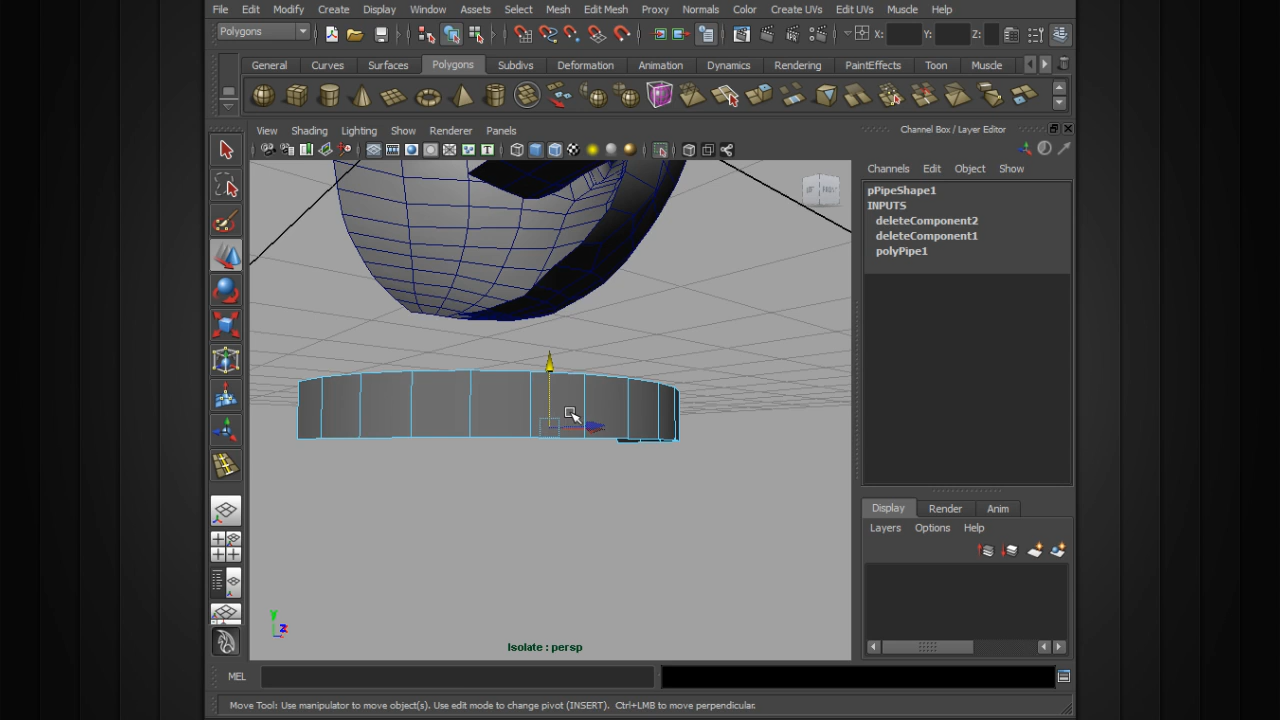 File Edit Modify Create Display Window Assets Select Mesh Edit Mesh Proxy Normals Color Create UVs Edit UVs Muscle Help
Polygons X: Y: Z:
General Curves Surfaces Polygons Subdivs Deformation Animation Dynamics Rendering PaintEffects Toon Muscle
View Shading Lighting Show Renderer Panels
Channel Box / Layer Editor
Channels Edit Object Show
pPipeShape1
INPUTS
deleteComponent2
deleteComponent1
polyPipe1
Display Render Anim
Layers Options Help
y
z
Isolate : persp
MEL
Move Tool: Use manipulator to move object(s). Use edit mode to change pivot (INSERT). Ctrl+LMB to move perpendicular.